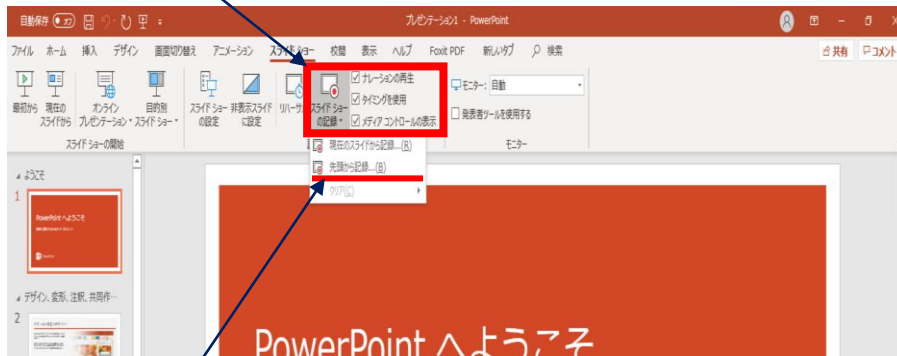 自動保存 オフ プレゼンテーション1 - PowerPoint
ファイル ホーム 挿入 デザイン 画面切り替え アニメーション スライド ショー 校閲 表示 ヘルプ Foxit PDF 新しいタブ 検索 共有 コメント
最初から 現在の
スライドから オンライン
プレゼンテーション 目的別
スライド ショー スライド ショー
の設定 非表示スライド
に設定 スライド ショー
の記録
ナレーションの再生
タイミングを使用
メディア コントロールの表示
モニター: 自動
発表者ツールを使用する
スライド ショーの開始 モニター
現在のスライドから記録...(R)
先頭から記録...(B)
クリア(C)
ようこそ
1
PowerPoint へようこそ
デザイン、変形、注釈、共同作...
2
PowerPoint へようこそ